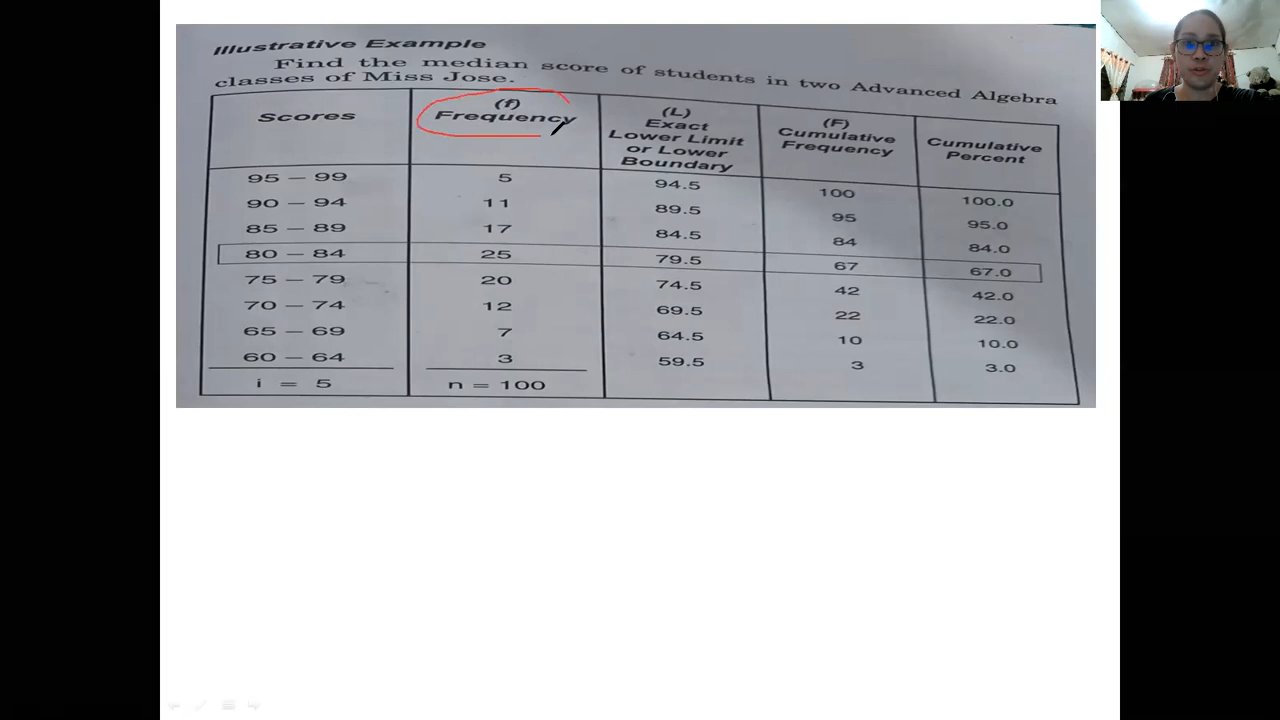 Illustrative Example
Find the median score of students in two Advanced Algebra
classes of Miss Jose.
Scores
(f)
Frequency
(L)
Exact
Lower Limit
or Lower
Boundary
(F)
Cumulative
Frequency
Cumulative
Percent
95 – 99 5 94.5 100 100.0
90 – 94 11 89.5 95 95.0
85 – 89 17 84.5 84 84.0
80 – 84 25 79.5 67 67.0
75 – 79 20 74.5 42 42.0
70 – 74 12 69.5 22 22.0
65 – 69 7 64.5 10 10.0
60 – 64 3 59.5 3 3.0
i = 5 n = 100